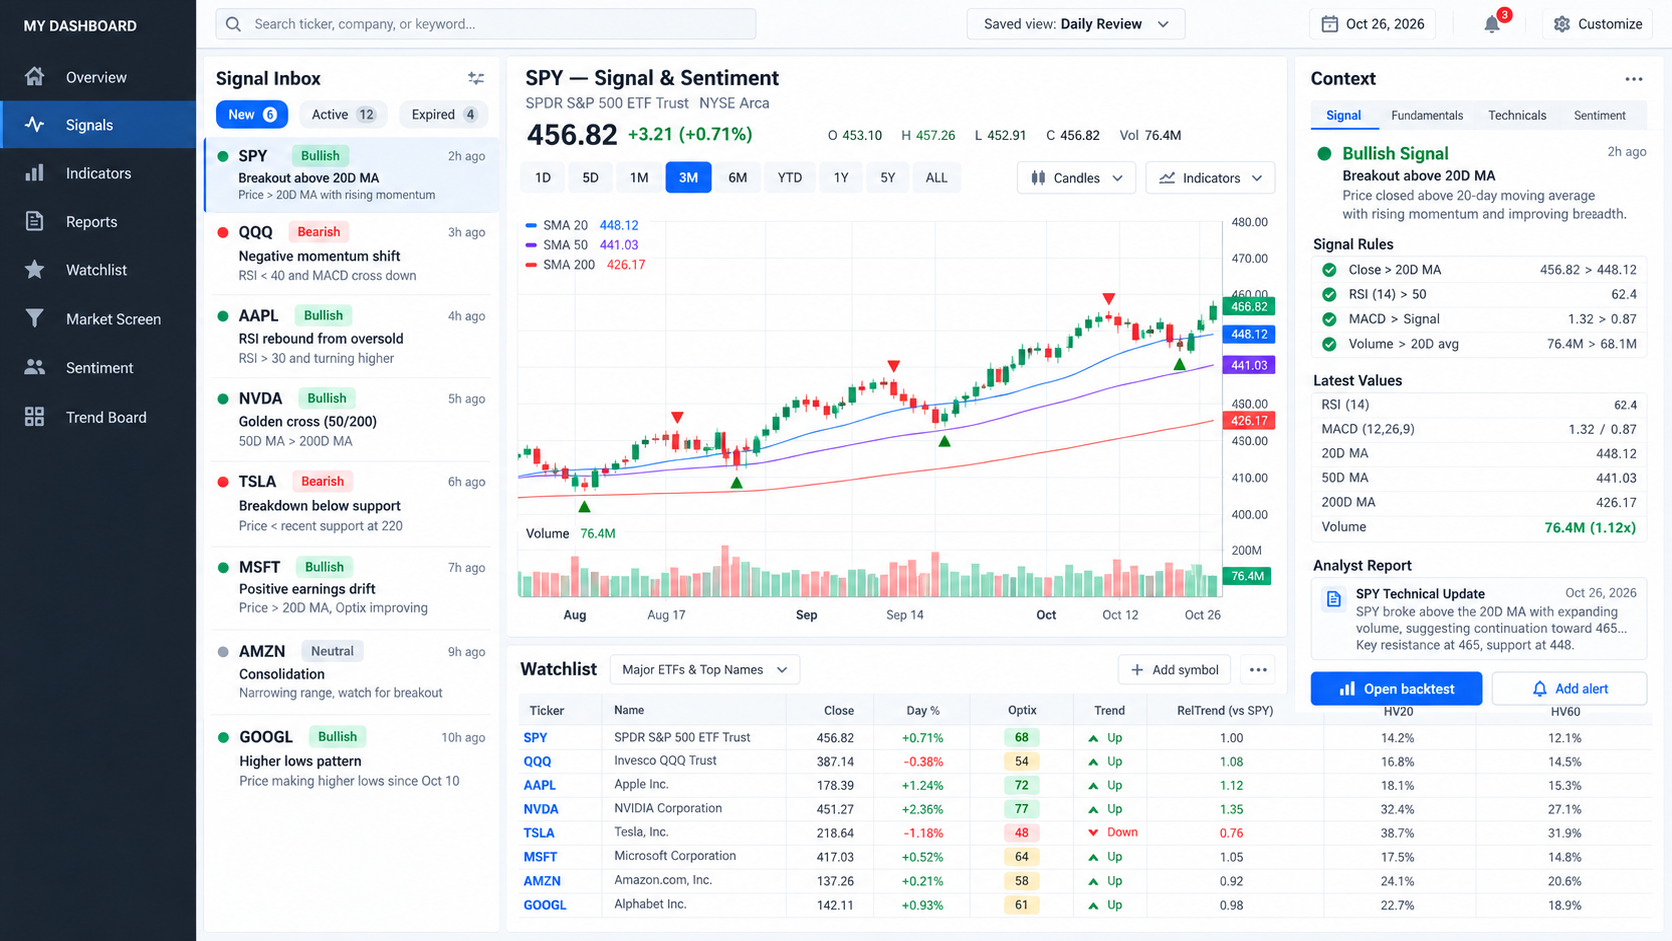 MY DASHBOARD
Overview
Signals
Indicators
Reports
Watchlist
Market Screen
Sentiment
Trend Board
Search ticker, company, or keyword...
Saved view: Daily Review
Oct 26, 2026
3
Customize
Signal Inbox
New 6
Active 12
Expired 4
SPY Bullish 2h ago
Breakout above 20D MA
Price > 20D MA with rising momentum
QQQ Bearish 3h ago
Negative momentum shift
RSI < 40 and MACD cross down
AAPL Bullish 4h ago
RSI rebound from oversold
RSI > 30 and turning higher
NVDA Bullish 5h ago
Golden cross (50/200)
50D MA > 200D MA
TSLA Bearish 6h ago
Breakdown below support
Price < recent support at 220
MSFT Bullish 7h ago
Positive earnings drift
Price > 20D MA, Optix improving
AMZN Neutral 9h ago
Consolidation
Narrowing range, watch for breakout
GOOGL Bullish 10h ago
Higher lows pattern
Price making higher lows since Oct 10
SPY — Signal & Sentiment
SPDR S&P 500 ETF Trust NYSE Arca
456.82 +3.21 (+0.71%)
O 453.10 H 457.26 L 452.91 C 456.82 Vol 76.4M
1D 5D 1M 3M 6M YTD 1Y 5Y ALL
Candles
Indicators
SMA 20 448.12
SMA 50 441.03
SMA 200 426.17
480.00
470.00
460.00
466.82
448.12
441.03
430.00
426.17
430.00
410.00
400.00
Volume 76.4M
200M
76.4M
Aug Aug 17 Sep Sep 14 Oct Oct 12 Oct 26
Watchlist
Major ETFs & Top Names
Add symbol
Ticker Name Close Day % Optix Trend RelTrend (vs SPY) HV20 HV60
SPY SPDR S&P 500 ETF Trust 456.82 +0.71% 68 Up 1.00 14.2% 12.1%
QQQ Invesco QQQ Trust 387.14 -0.38% 54 Up 1.08 16.8% 14.5%
AAPL Apple Inc. 178.39 +1.24% 72 Up 1.12 18.1% 15.3%
NVDA NVIDIA Corporation 451.27 +2.36% 77 Up 1.35 32.4% 27.1%
TSLA Tesla, Inc. 218.64 -1.18% 48 Down 0.76 38.7% 31.9%
MSFT Microsoft Corporation 417.03 +0.52% 64 Up 1.05 17.5% 14.8%
AMZN Amazon.com, Inc. 137.26 +0.21% 58 Up 0.92 24.1% 20.6%
GOOGL Alphabet Inc. 142.11 +0.93% 61 Up 0.98 22.7% 18.9%
Context
Signal Fundamentals Technicals Sentiment
Bullish Signal 2h ago
Breakout above 20D MA
Price closed above 20-day moving average
with rising momentum and improving breadth.
Signal Rules
Close > 20D MA 456.82 > 448.12
RSI (14) > 50 62.4
MACD > Signal 1.32 > 0.87
Volume > 20D avg 76.4M > 68.1M
Latest Values
RSI (14) 62.4
MACD (12,26,9) 1.32 / 0.87
20D MA 448.12
50D MA 441.03
200D MA 426.17
Volume 76.4M (1.12x)
Analyst Report
SPY Technical Update Oct 26, 2026
SPY broke above the 20D MA with expanding
volume, suggesting continuation toward 465...
Key resistance at 465, support at 448.
Open backtest
Add alert